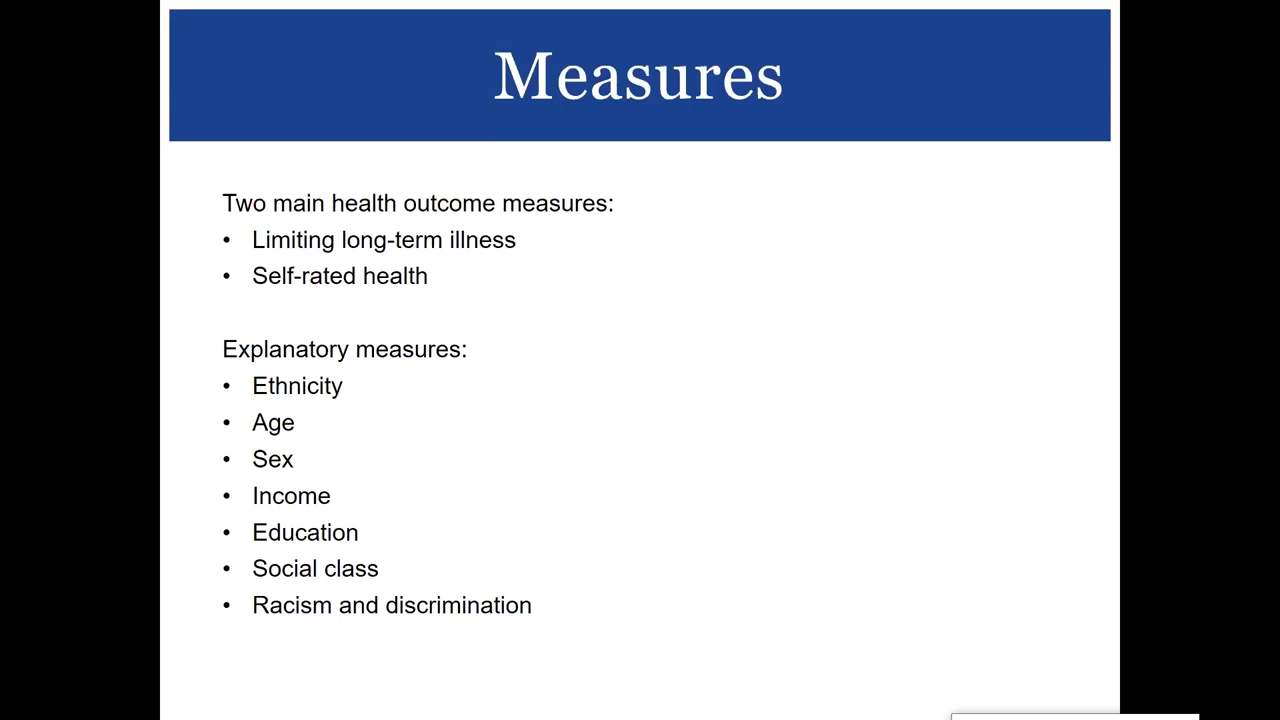 Measures
Two main health outcome measures:
• Limiting long-term illness
• Self-rated health
Explanatory measures:
• Ethnicity
• Age
• Sex
• Income
• Education
• Social class
• Racism and discrimination